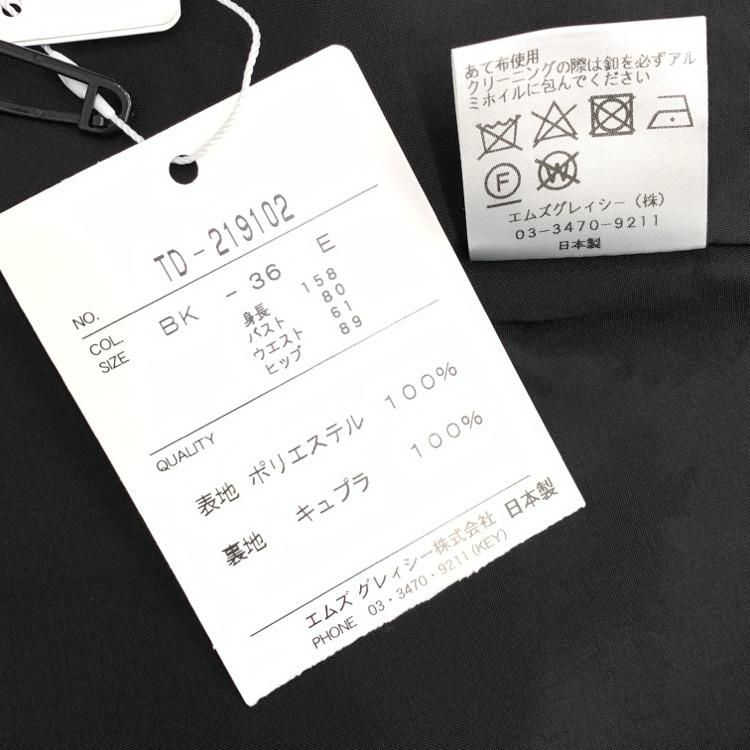 NO. TD-219102
COL. BK - 36 E
SIZE 身長 158
バスト 80
ウエスト 61
ヒップ 89
QUALITY
表地 ポリエステル 100%
裏地 キュプラ 100%
エムズ グレィシー株式会社 日本製
PHONE 03・3470・9211(KEY)
あて布使用
クリーニングの際は釦を必ずアル
ミホイルに包んでください
F W
エムズグレイシー(株)
03-3470-9211
日本製